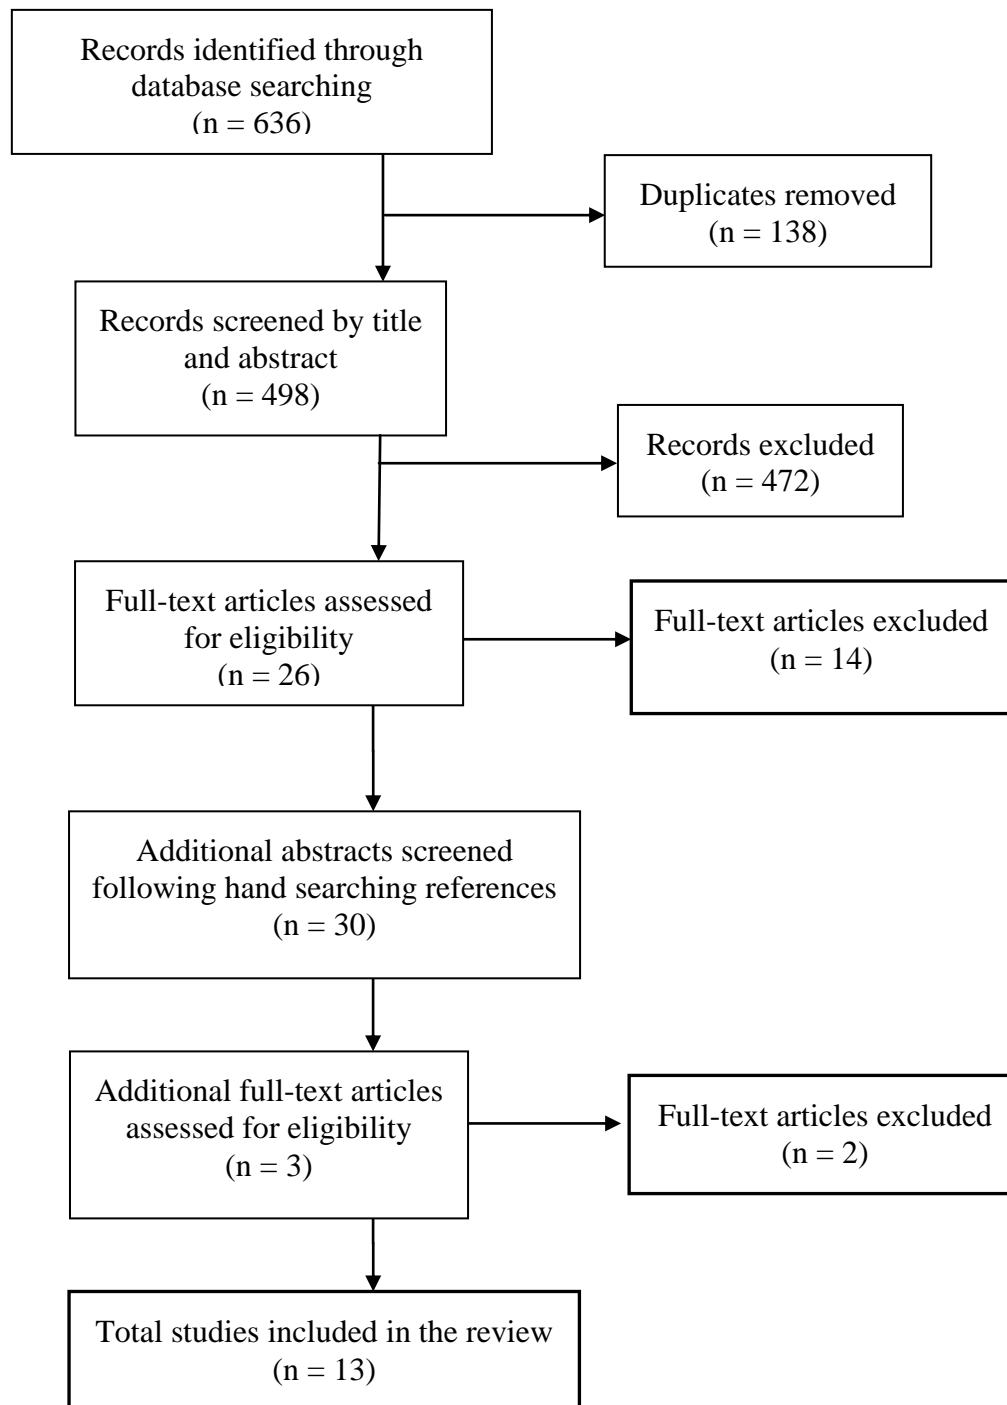 Records identified through
database searching
(n = 636)
Duplicates removed
(n = 138)
Records screened by title
and abstract
(n = 498)
Records excluded
(n = 472)
Full-text articles assessed
for eligibility
(n = 26)
Full-text articles excluded
(n = 14)
Additional abstracts screened
following hand searching references
(n = 30)
Additional full-text articles
assessed for eligibility
(n = 3)
Full-text articles excluded
(n = 2)
Total studies included in the review
(n = 13)